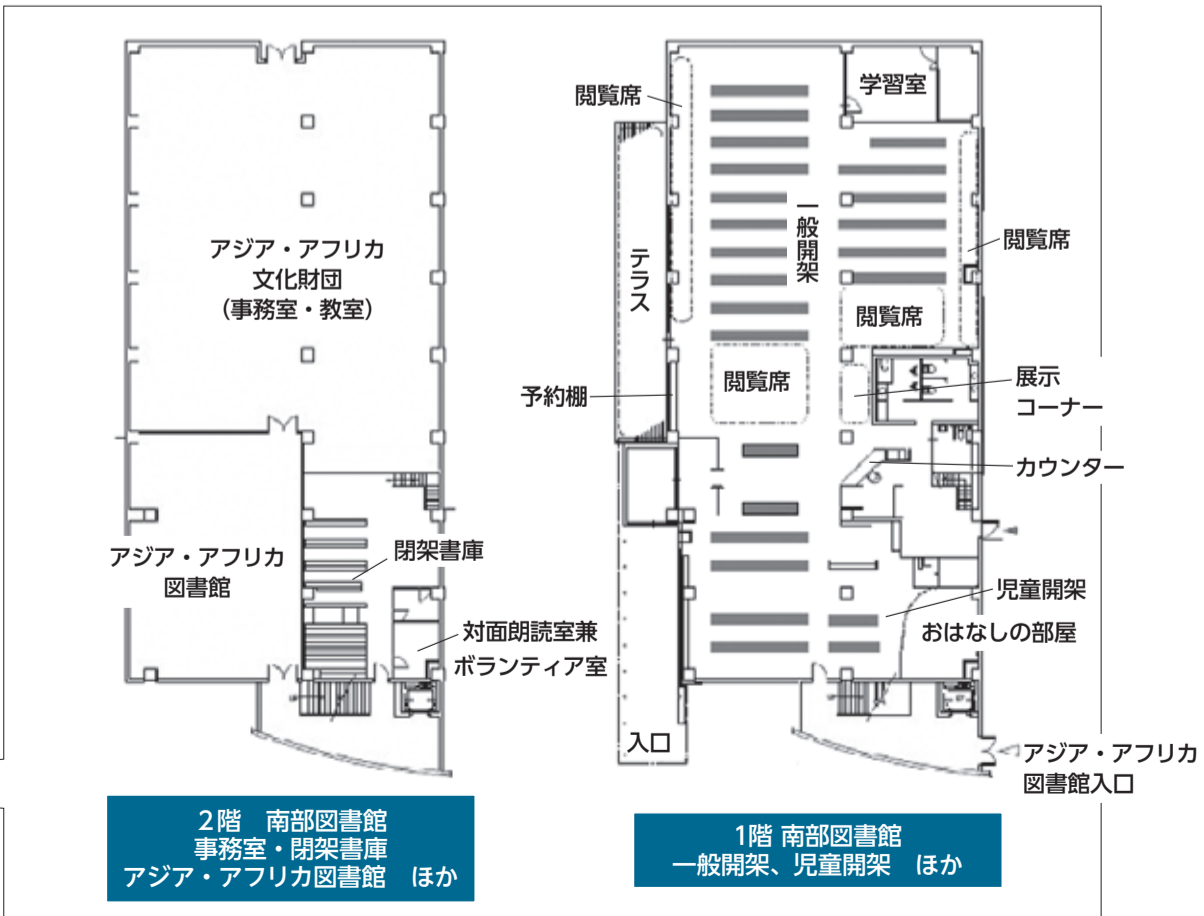 アジア・アフリカ
文化財団
（事務室・教室）
アジア・アフリカ
図書館
閉架書庫
対面朗読室兼
ボランティア室
2階　南部図書館
事務室・閉架書庫
アジア・アフリカ図書館　ほか
閲覧席
学習室
一般開架
テラス
閲覧席
閲覧席
閲覧席
予約棚
展示
コーナー
カウンター
児童開架
おはなしの部屋
入口
アジア・アフリカ
図書館入口
1階 南部図書館
一般開架、児童開架　ほか